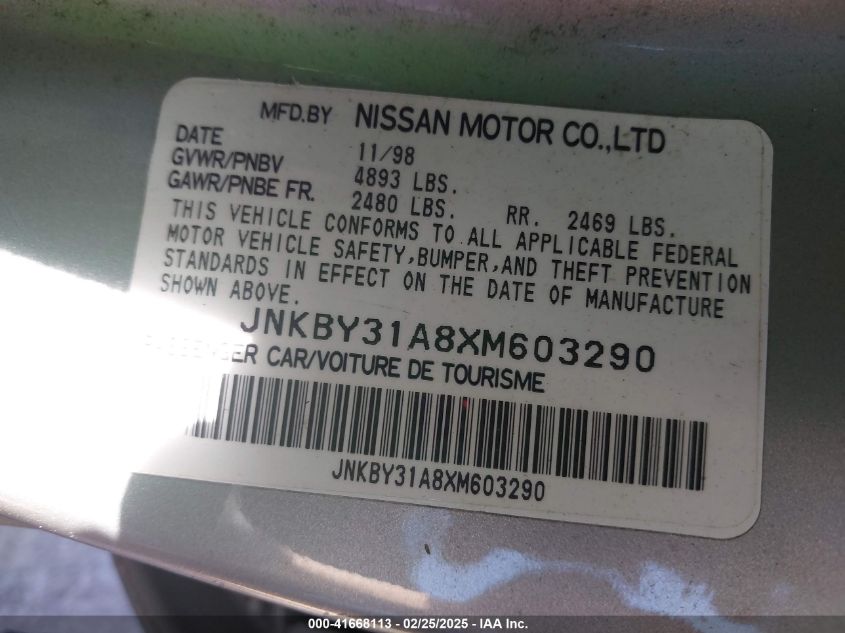 MFD.BY NISSAN MOTOR CO.,LTD
DATE 11/98
GVWR/PNBV 4893 LBS.
GAWR/PNBE FR. 2480 LBS. RR. 2469 LBS.
THIS VEHICLE CONFORMS TO ALL APPLICABLE FEDERAL
MOTOR VEHICLE SAFETY,BUMPER,AND THEFT PREVENTION
STANDARDS IN EFFECT ON THE DATE OF MANUFACTURE
SHOWN ABOVE.
JNKBY31A8XM603290
PASSENGER CAR/VOITURE DE TOURISME
JNKBY31A8XM603290
000-41668113 - 02/25/2025 - IAA Inc.